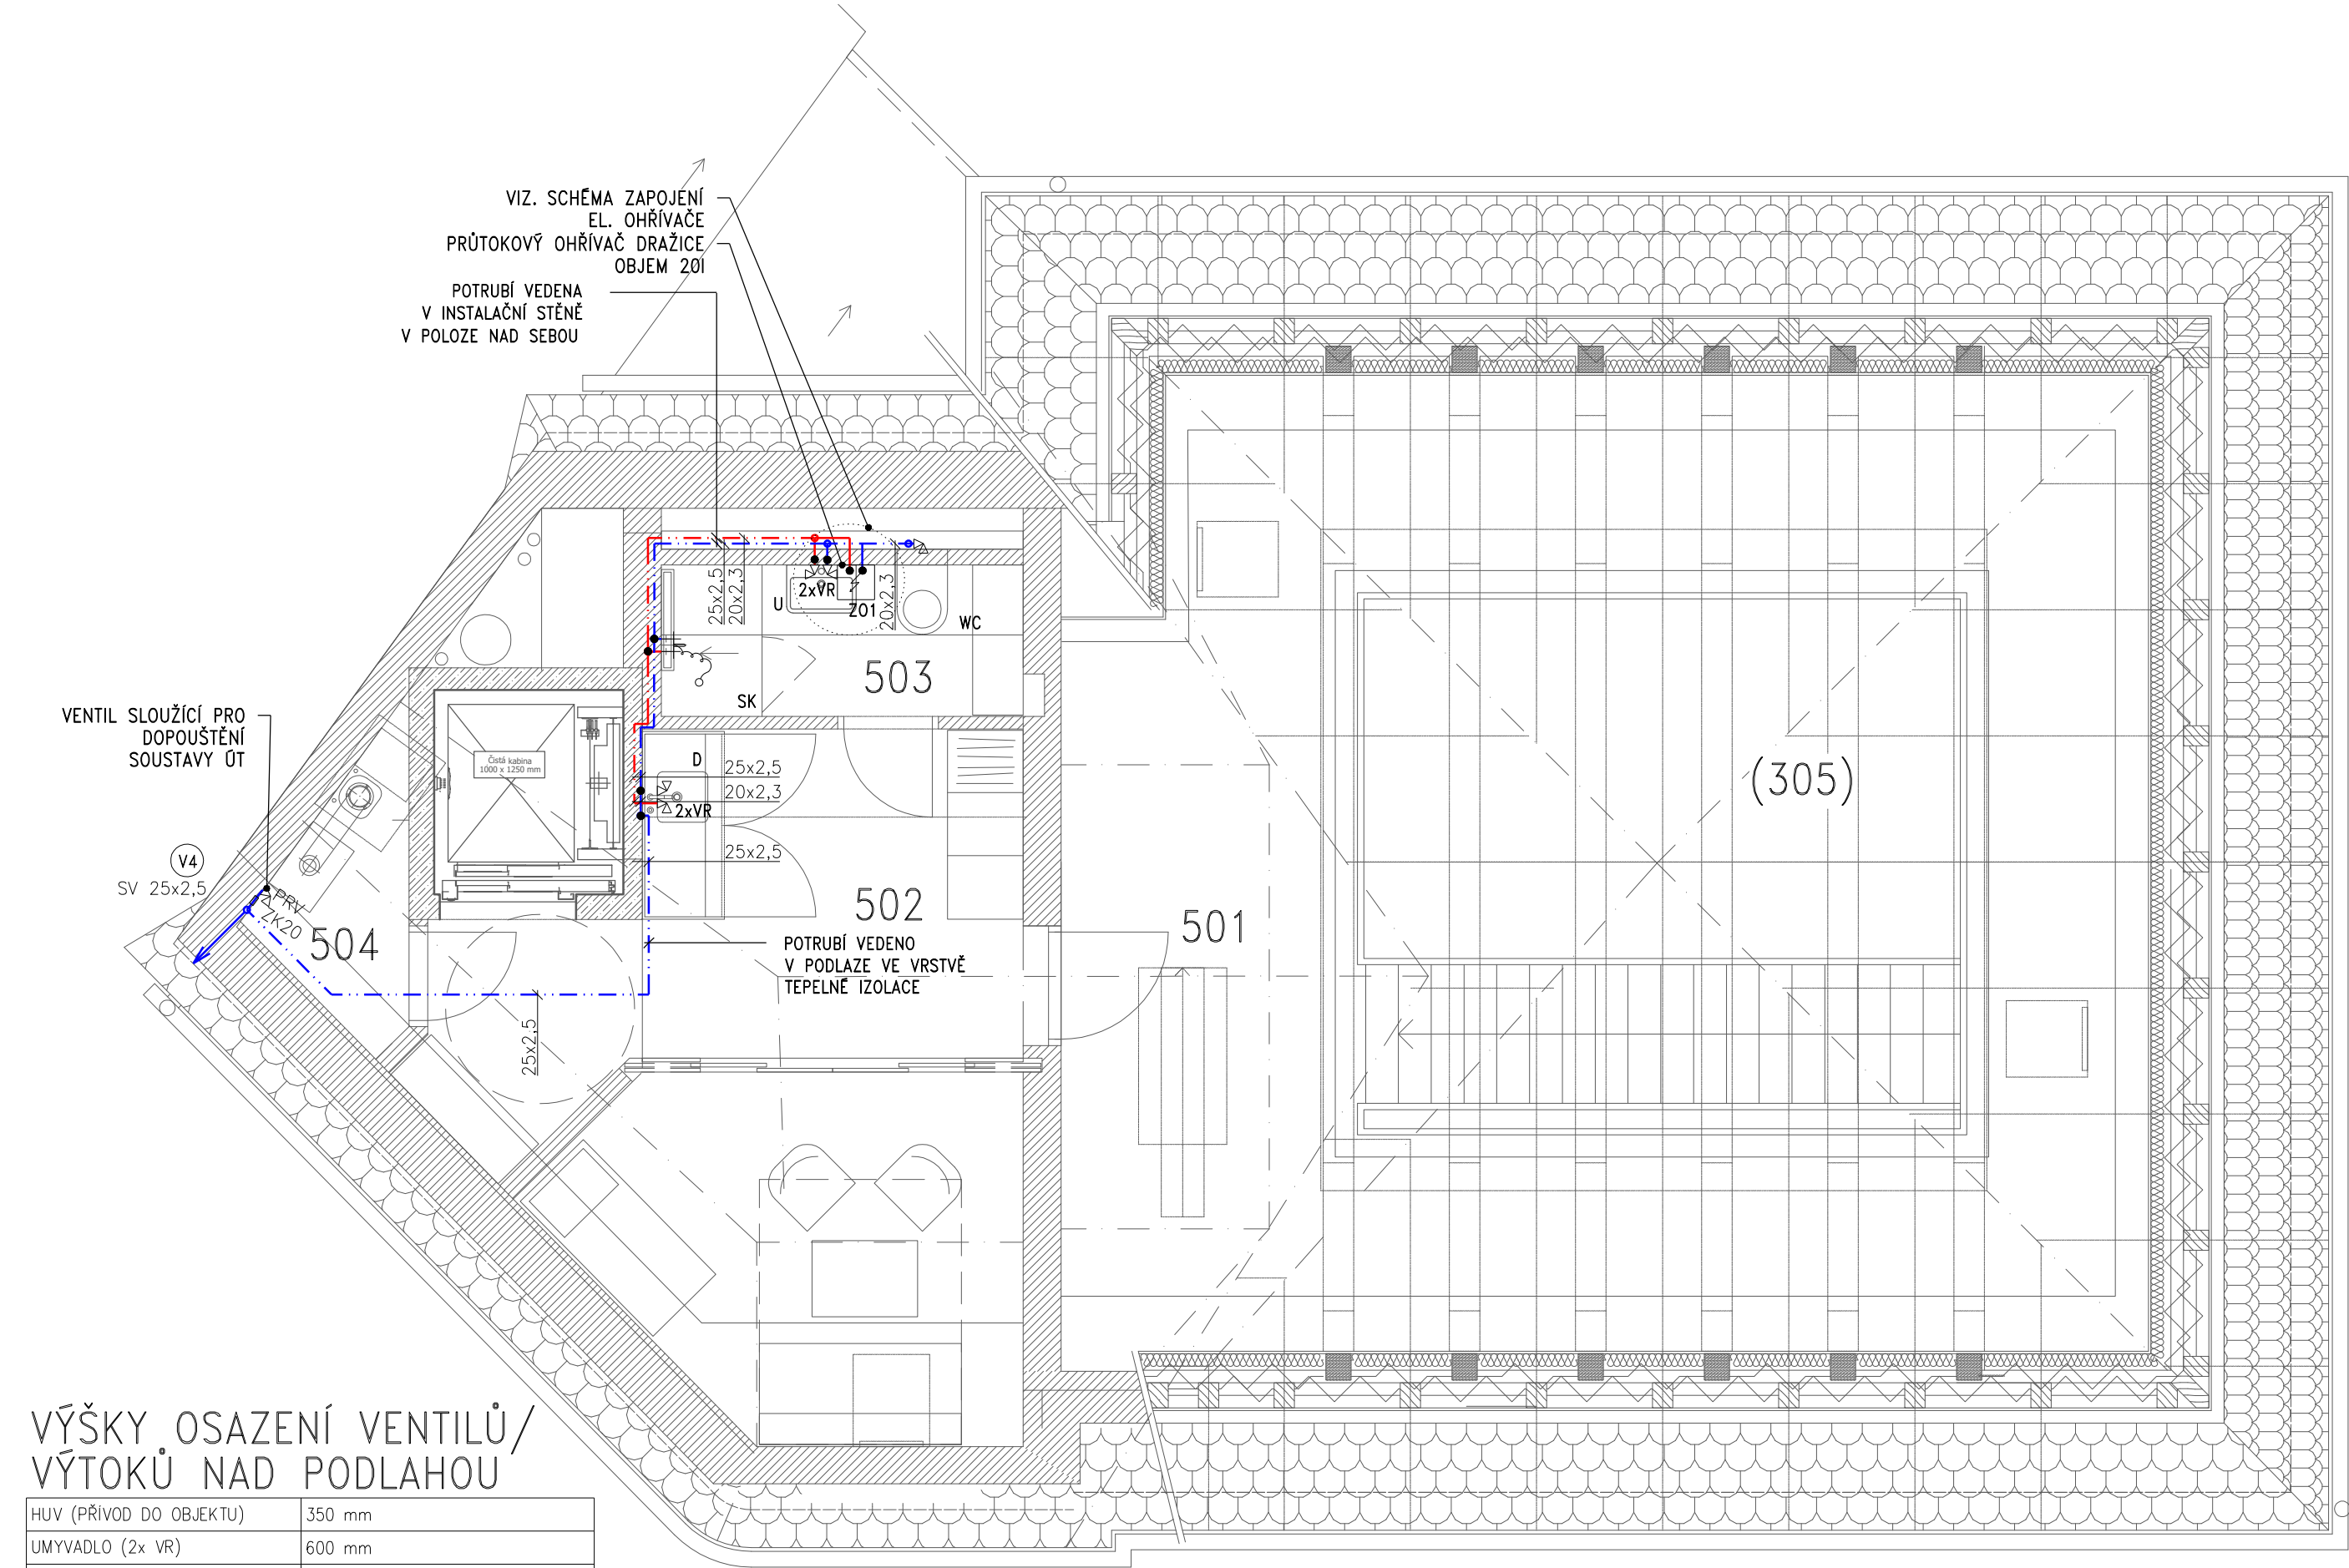 VIZ. SCHÉMA ZAPOJENÍ
EL. OHŘÍVAČE
PRŮTOKOVÝ OHŘÍVAČ DRAŽICE
OBJEM 20l
POTRUBÍ VEDENA
V INSTALAČNÍ STĚNĚ
V POLOZE NAD SEBOU
25x2,5
20x2,3
U
2xVR
ZO1
20x2,3
WC
503
SK
VENTIL SLOUŽÍCÍ PRO
DOPOUŠTĚNÍ
SOUSTAVY ÚT
Čistá kabina
1000 x 1250 mm
D
25x2,5
20x2,3
2xVR
25x2,5
(305)
V4
SV 25x2,5
PRV
ZK20
504
502
501
POTRUBÍ VEDENO
V PODLAZE VE VRSTVĚ
TEPELNÉ IZOLACE
25x2,5
VÝŠKY OSAZENÍ VENTILŮ/
VÝTOKŮ NAD PODLAHOU
HUV (PŘÍVOD DO OBJEKTU) 350 mm
UMYVADLO (2x VR) 600 mm